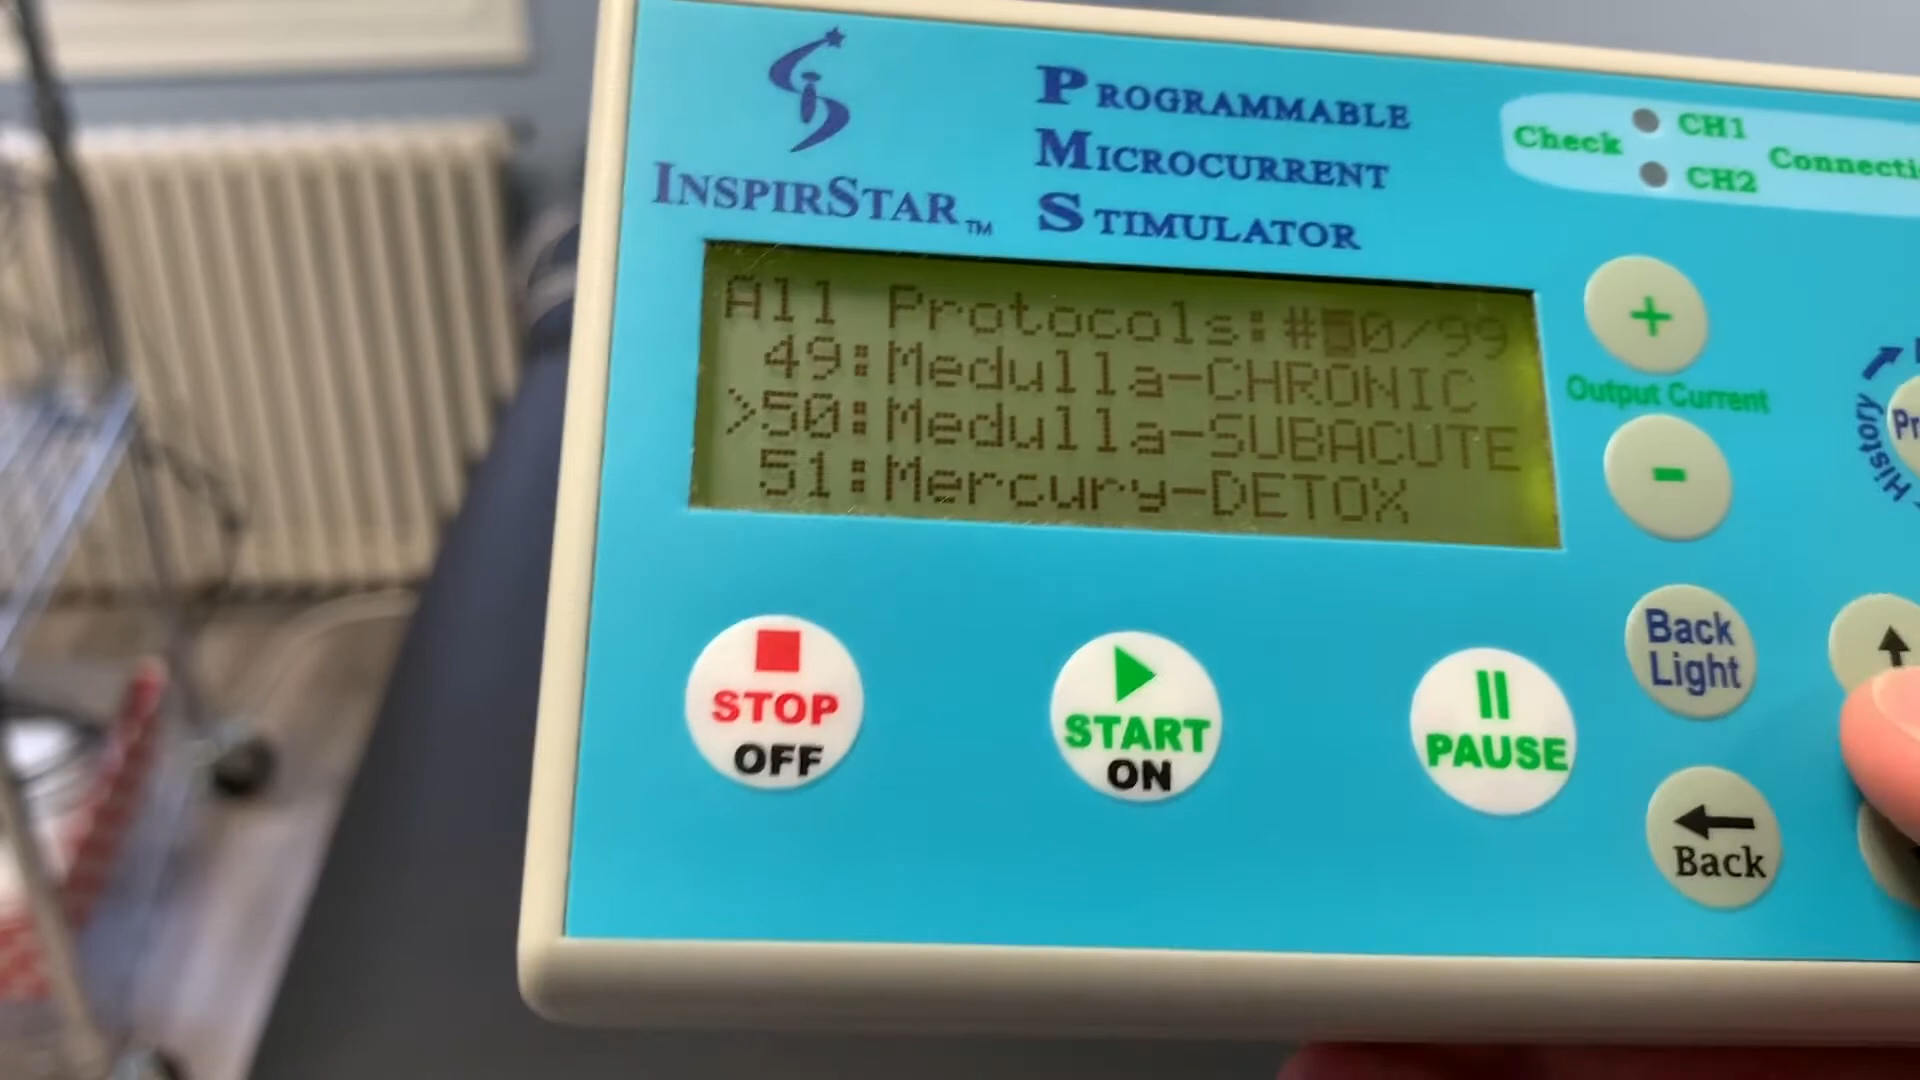 INSPIRSTAR™
PROGRAMMABLE
MICROCURRENT
STIMULATOR
Check
CH1
CH2
All Protocols:#50/99
49:Medulla-CHRONIC
>50:Medulla-SUBACUTE
51:Mercury-DETOX
+
Output Current
-
History
STOP
OFF
START
ON
PAUSE
Back
Light
Back